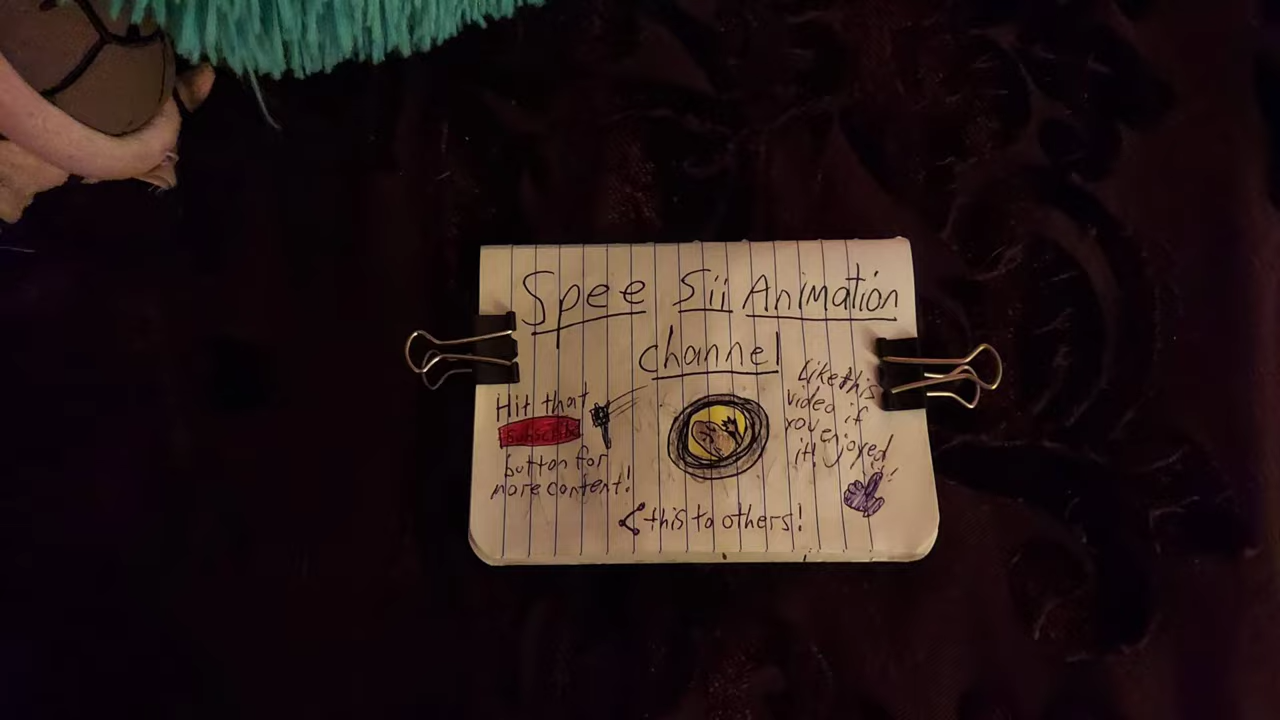 Spee Sii Animation
channel
Hit that
subscribe
button for
more content!
Like this
video if
you enjoyed
it!
this to others!